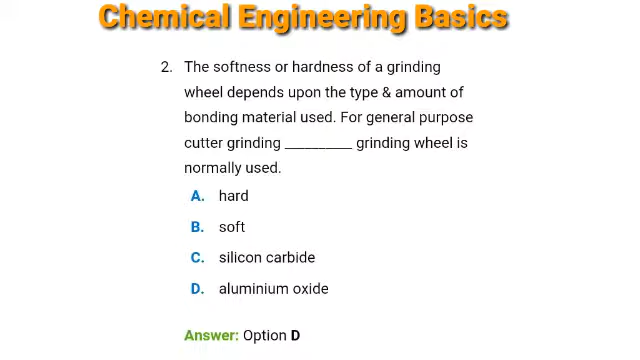 Chemical Engineering Basics
2. The softness or hardness of a grinding
wheel depends upon the type & amount of
bonding material used. For general purpose
cutter grinding __________ grinding wheel is
normally used.
A. hard
B. soft
C. silicon carbide
D. aluminium oxide
Answer: Option D